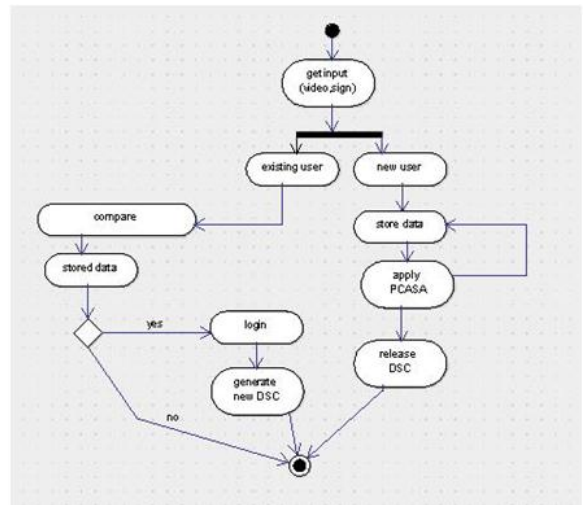 getinput
(video,sign)
existing user
new user
compare
store data
stored data
apply
PCASA
yes
login
release
DSC
generate
new DSC
no